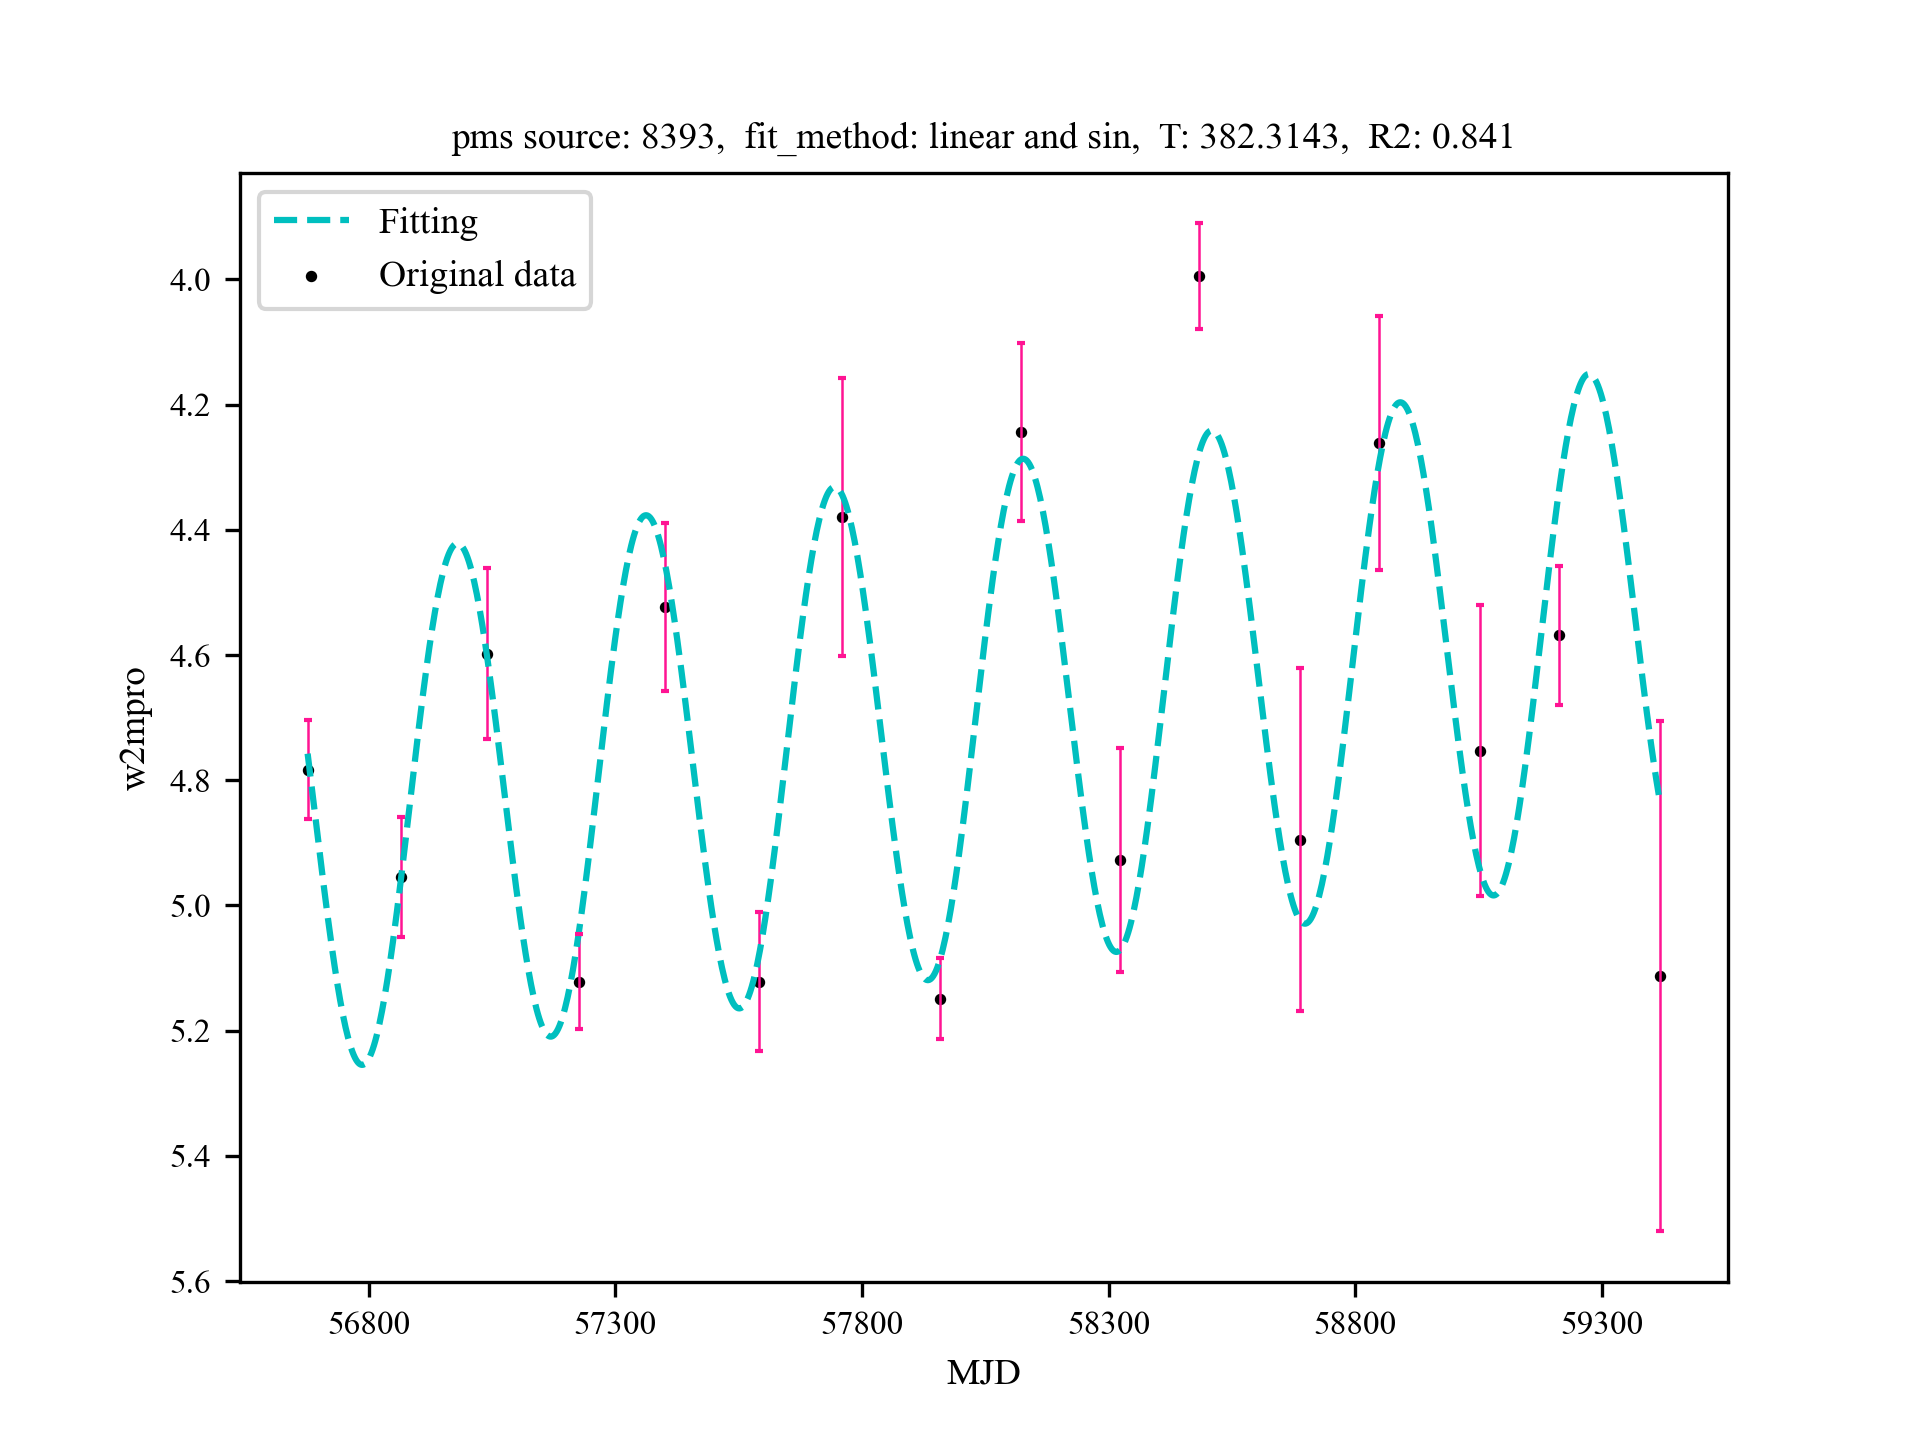 pms source: 8393,  fit_method: linear and sin,  T: 382.3143,  R2: 0.841
Fitting
Original data
4.0
4.2
4.4
4.6
4.8
5.0
5.2
5.4
5.6
w2mpro
56800 57300 57800 58300 58800 59300
MJD